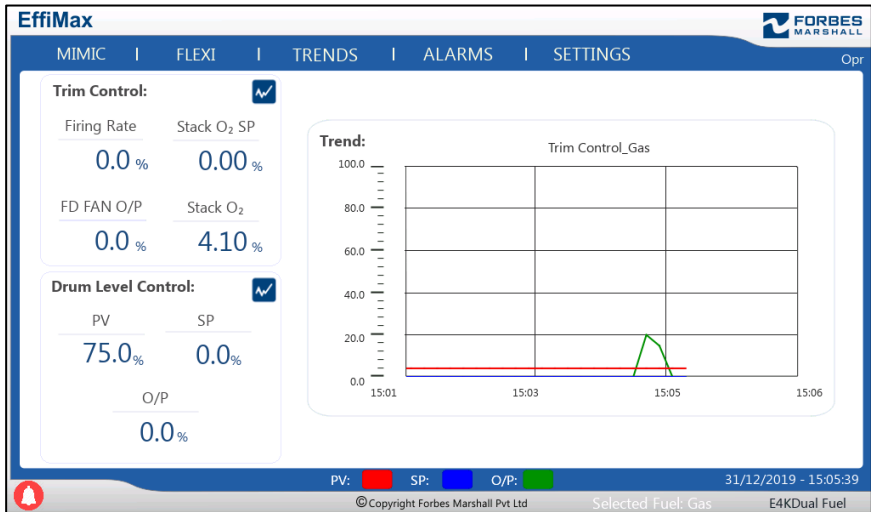 EffiMax
FORBES
MARSHALL
MIMIC I FLEXI I TRENDS I ALARMS I SETTINGS
Opr
Trim Control:
Firing Rate Stack O₂ SP
0.0 % 0.00 %
FD FAN O/P Stack O₂
0.0 % 4.10 %
Drum Level Control:
PV SP
75.0% 0.0%
O/P
0.0 %
Trend:
Trim Control_Gas
100.0
80.0
60.0
40.0
20.0
0.0
15:01 15:03 15:05 15:06
PV: SP: O/P: 31/12/2019 - 15:05:39
©Copyright Forbes Marshall Pvt Ltd Selected Fuel: Gas E4KDual Fuel